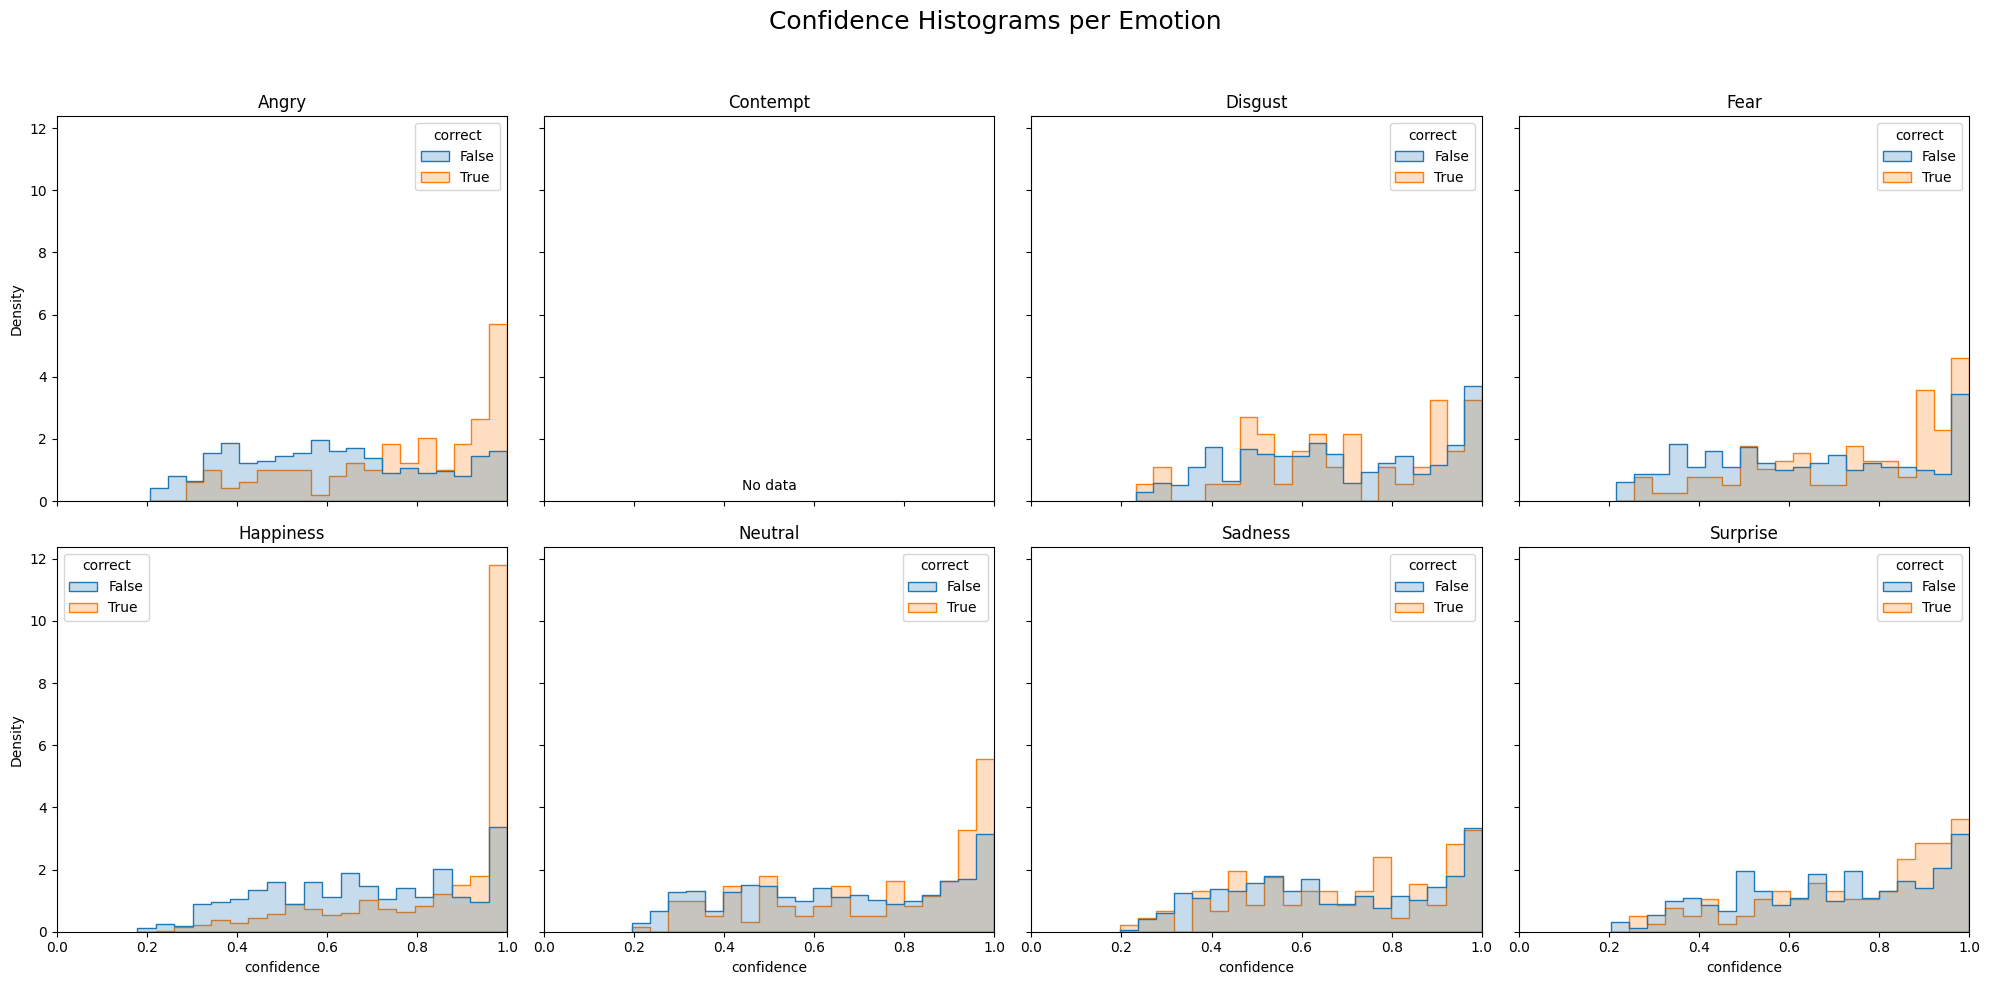 Confidence Histograms per Emotion
Angry
Contempt
Disgust
Fear
12
10
8
6
4
2
0
Density
correct
False
True
No data
correct
False
True
correct
False
True
Happiness
Neutral
Sadness
Surprise
12
10
8
6
4
2
0
Density
correct
False
True
correct
False
True
correct
False
True
correct
False
True
0.0 0.2 0.4 0.6 0.8 1.0
0.0 0.2 0.4 0.6 0.8 1.0
0.0 0.2 0.4 0.6 0.8 1.0
0.0 0.2 0.4 0.6 0.8 1.0
confidence
confidence
confidence
confidence